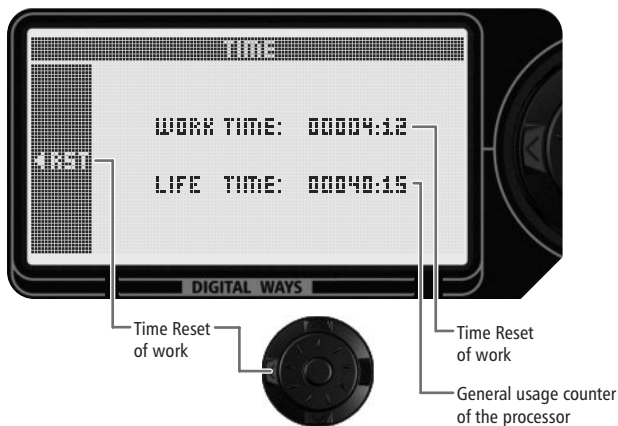 TIME
WORK TIME: 00004:12
◄ RST
LIFE TIME: 00040:15
DIGITAL WAYS
Time Reset
of work
Time Reset
of work
General usage counter
of the processor